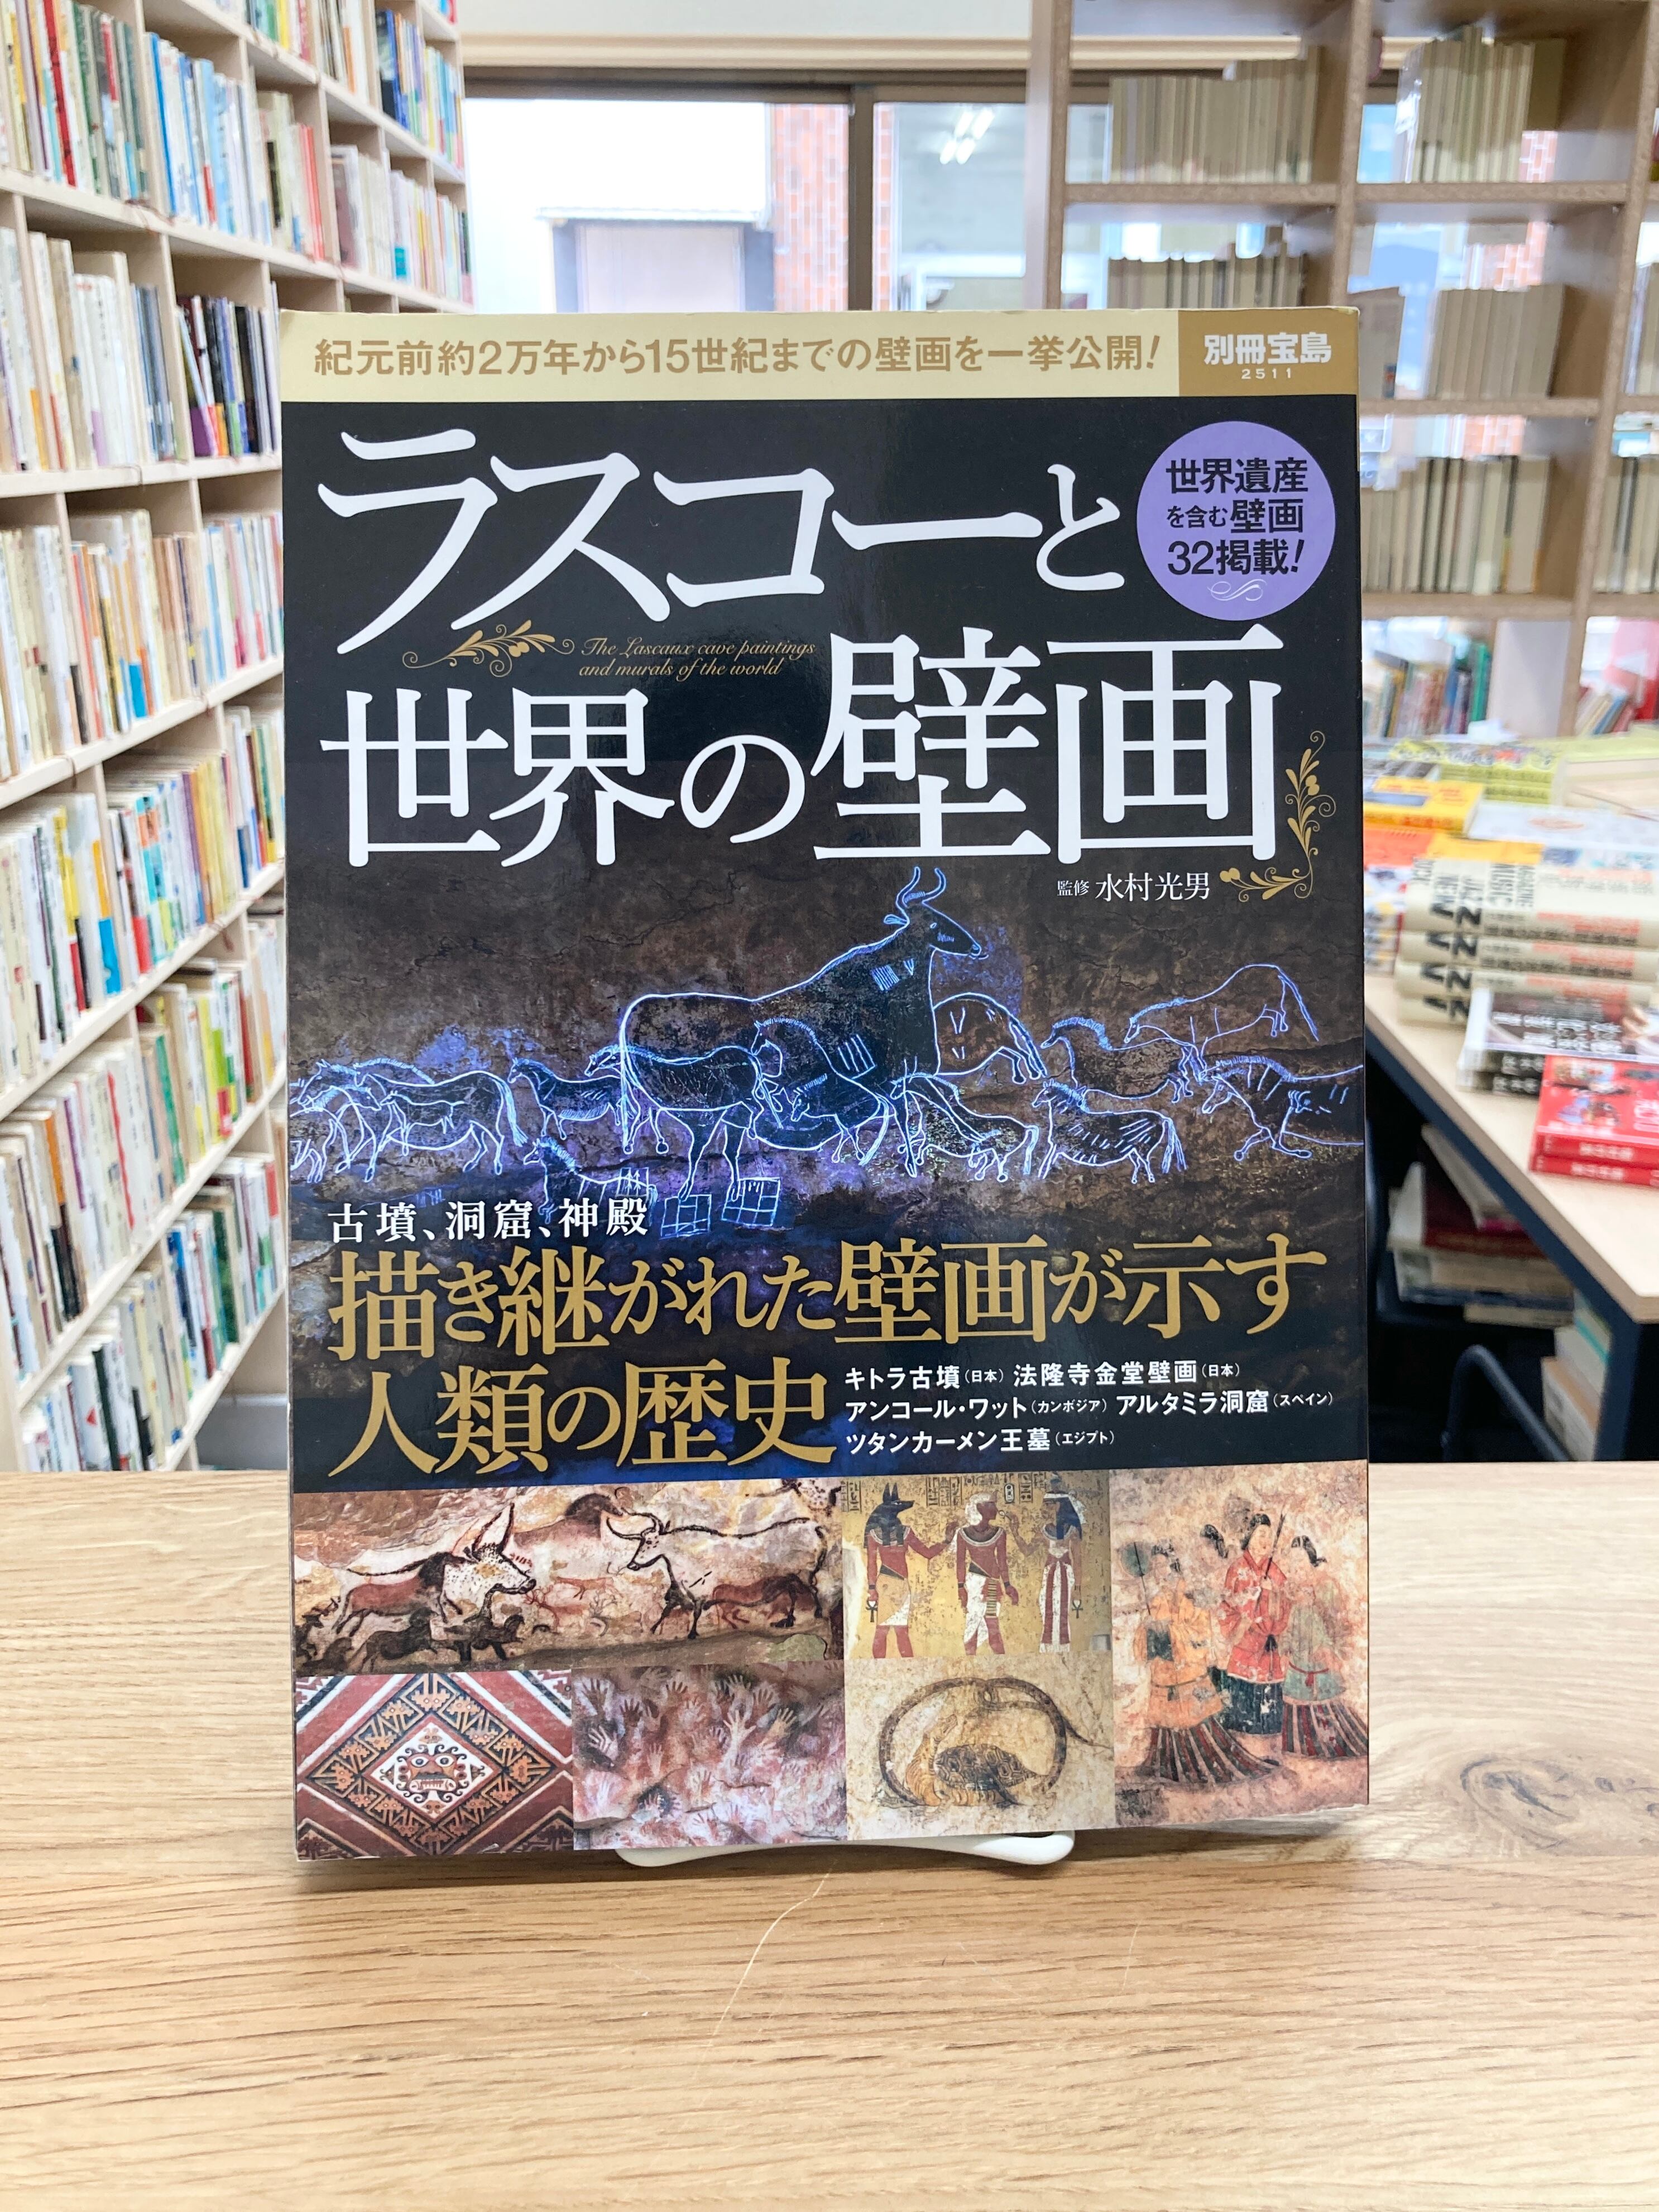 紀元前約2万年から15世紀までの壁画を一挙公開!
別冊宝島
2511
ラスコーと
世界遺産
を含む壁画
32掲載!
The Lascaux cave paintings
and murals of the world
世界の壁画
監修 水村光男
古墳、洞窟、神殿
描き継がれた壁画が示す
人類の歴史
キトラ古墳(日本) 法隆寺金堂壁画(日本)
アンコール・ワット(カンボジア) アルタミラ洞窟(スペイン)
ツタンカーメン王墓(エジプト)